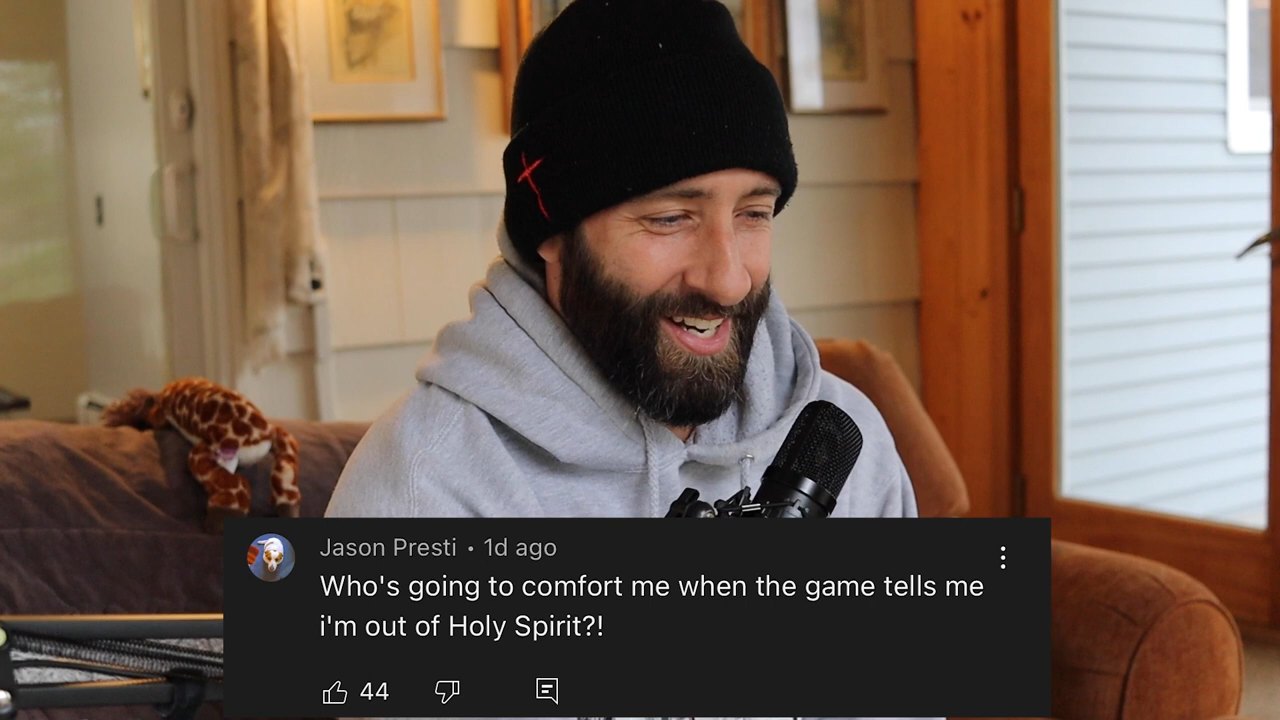 Jason Presti • 1d ago
Who's going to comfort me when the game tells me
i'm out of Holy Spirit?!
44